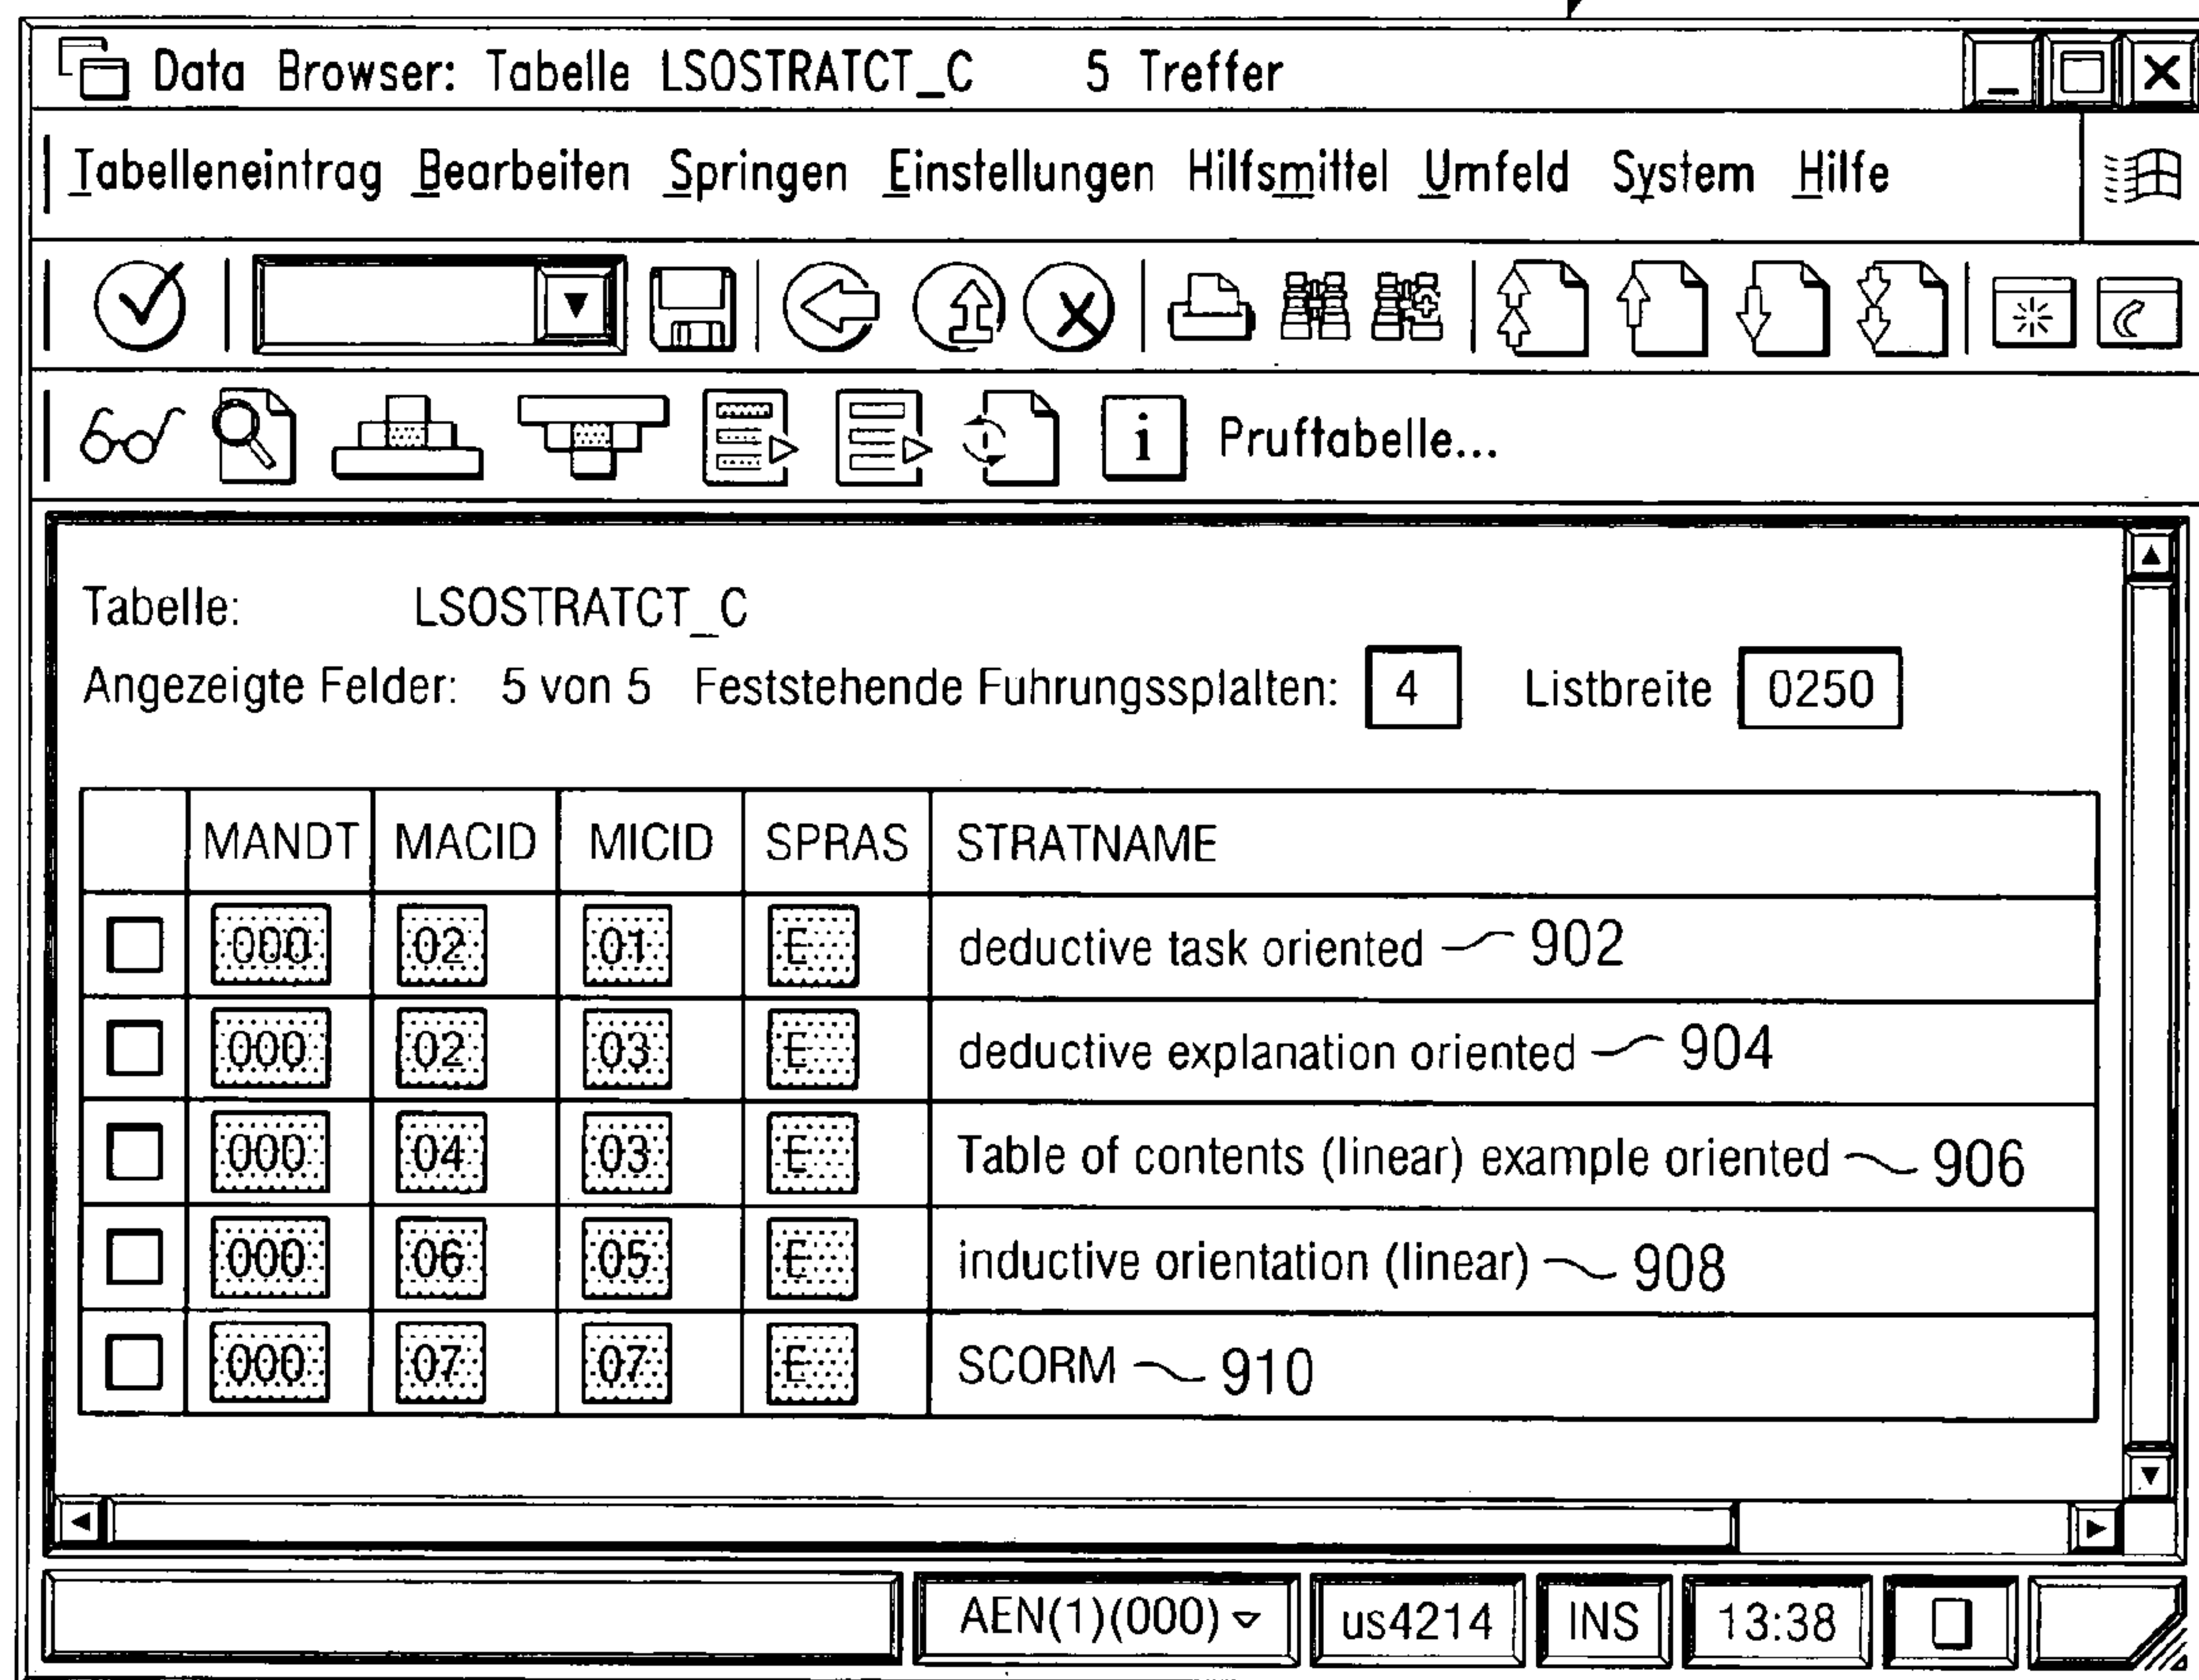 Data Browser: Tabelle LSOSTRATCT_C 5 Treffer
Tabelleneintrag Bearbeiten Springen Einstellungen Hilfsmittel Umfeld System Hilfe
i Pruftabelle...
Tabelle: LSOSTRATCT_C
Angezeigte Felder: 5 von 5 Feststehende Fuhrungssplalten: 4 Listbreite 0250
MANDT MACID MICID SPRAS STRATNAME
000 02 01 E deductive task oriented 902
000 02 03 E deductive explanation oriented 904
000 04 03 E Table of contents (linear) example oriented 906
000 06 05 E inductive orientation (linear) 908
000 07 07 E SCORM 910
AEN(1)(000) us4214 INS 13:38